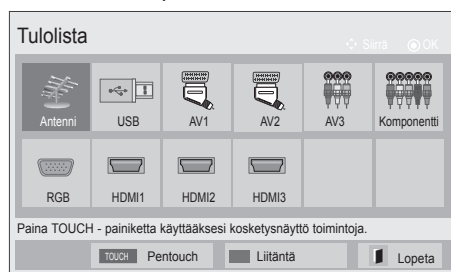 Tulolista
Siirrä OK
Antenni USB AV1 AV2 AV3 Komponentti
RGB HDMI1 HDMI2 HDMI3
Paina TOUCH - painiketta käyttääksesi kosketysnäyttö toimintoja.
TOUCH Pentouch Liitäntä Lopeta